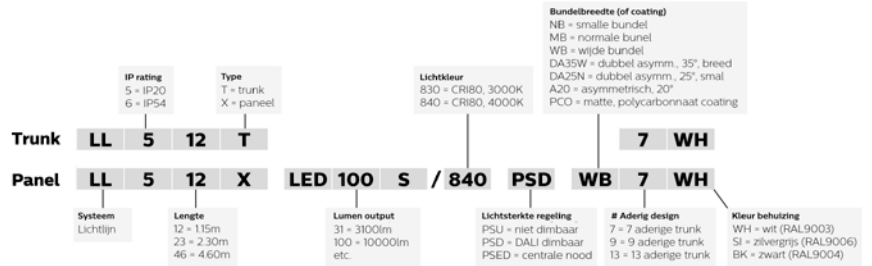 Bundelbreedte (of coating)
NB = smalle bundel
MB = normale bunel
WB = wijde bundel
DA35W = dubbel asymm., 35°, breed
DA25N = dubbel asymm., 25°, smal
A20 = asymmetrisch, 20°
PCO = matte, polycarbonnaat coating
IP rating
5 = IP20
6 = IP54
Type
T = trunk
X = paneel
Lichtkleur
830 = CRI80, 3000K
840 = CRI80, 4000K
Trunk LL 5 12 T 7 WH
Panel LL 5 12 X LED 100 S / 840 PSD WB 7 WH
Systeem
Lichtlijn
Lengte
12 = 1.15m
23 = 2.30m
46 = 4.60m
Lumen output
31 = 3100lm
100 = 10000lm
etc.
Lichtsterkte regeling
PSU = niet dimbaar
PSD = DALI dimbaar
PSED = centrale nood
# Aderig design
7 = 7 aderige trunk
9 = 9 aderige trunk
13 = 13 aderige trunk
Kleur behuizing
WH = wit (RAL9003)
SI = zilvergrijs (RAL9006)
BK = zwart (RAL9004)